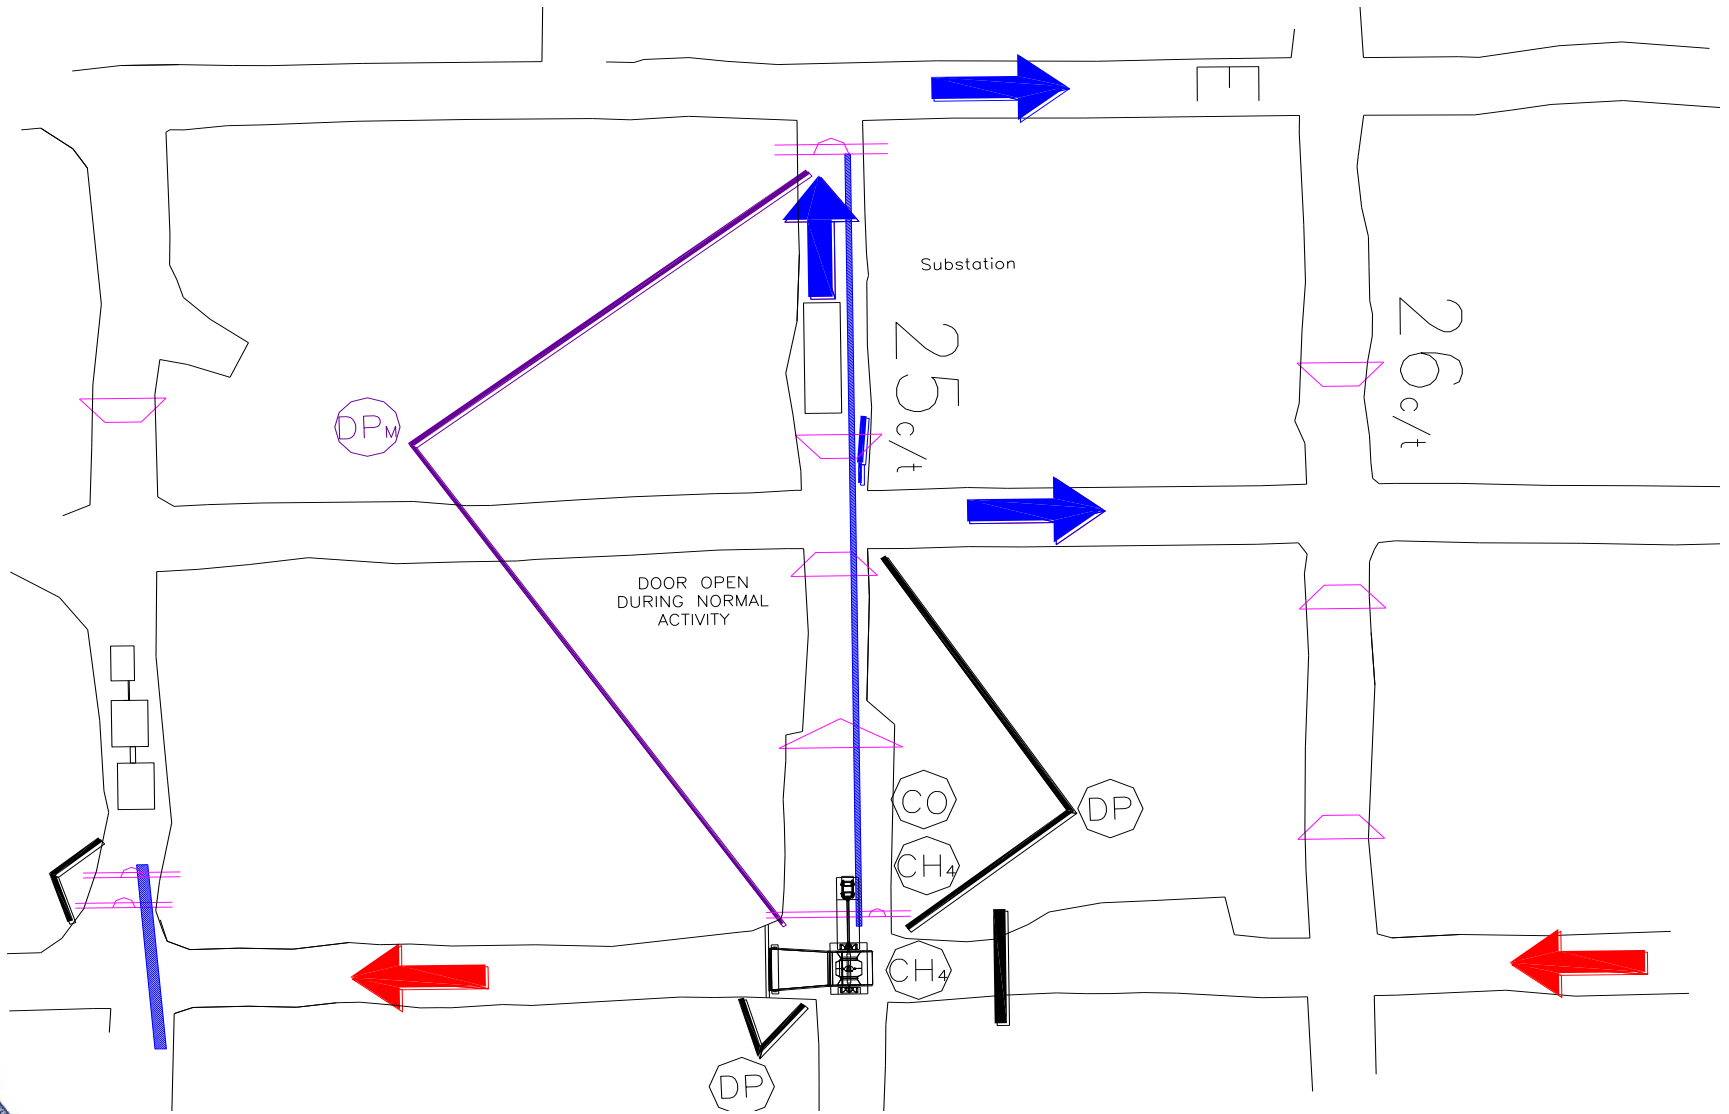 E
Substation
25c/t
26c/t
DPM
DOOR OPEN
DURING NORMAL
ACTIVITY
CO
DP
CH4
CH4
DP